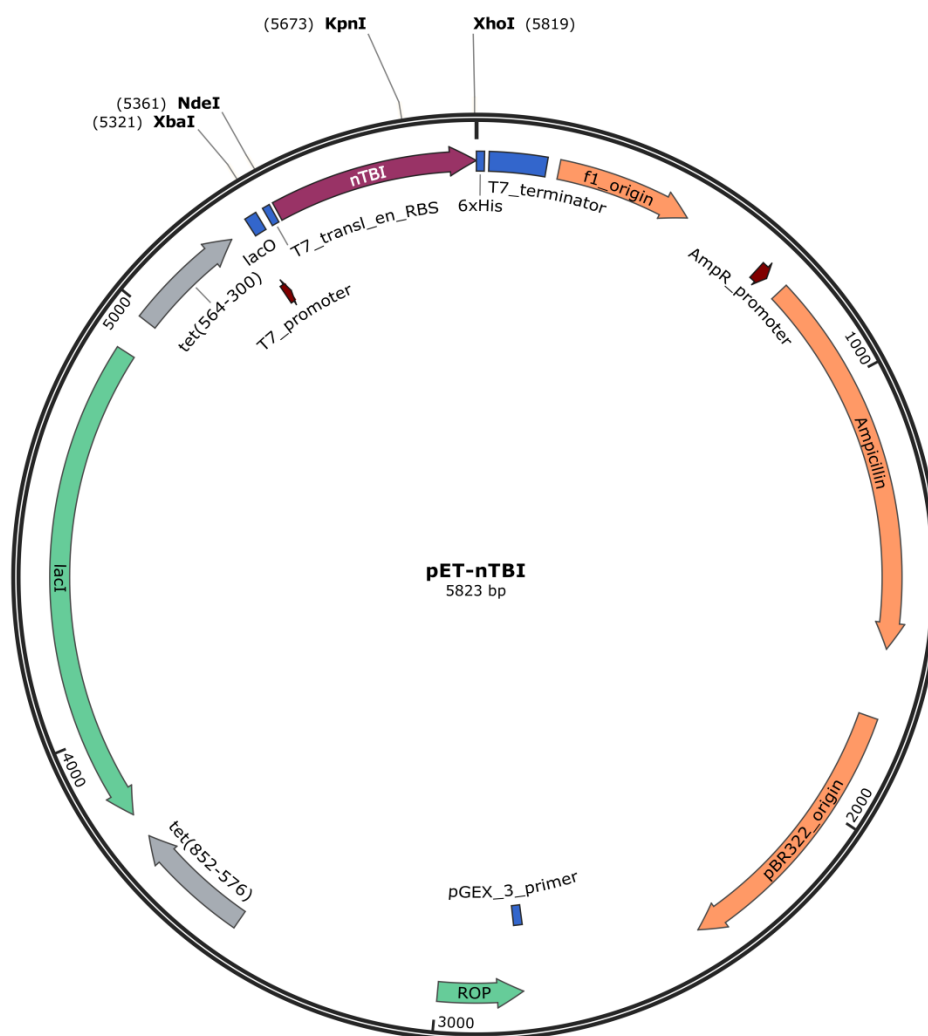 (5673) KpnI
XhoI (5819)
(5361) NdeI
(5321) XbaI
nTBI
6xHis
T7_terminator
f1_origin
T7_transl_en_RBS
lacO
tet(564-300)
T7_promoter
AmpR_promoter
5000
1000
Ampicillin
lacI
pET-nTBI
5823 bp
4000
2000
pBR322_origin
tet(852-576)
pGEX_3_primer
ROP
3000